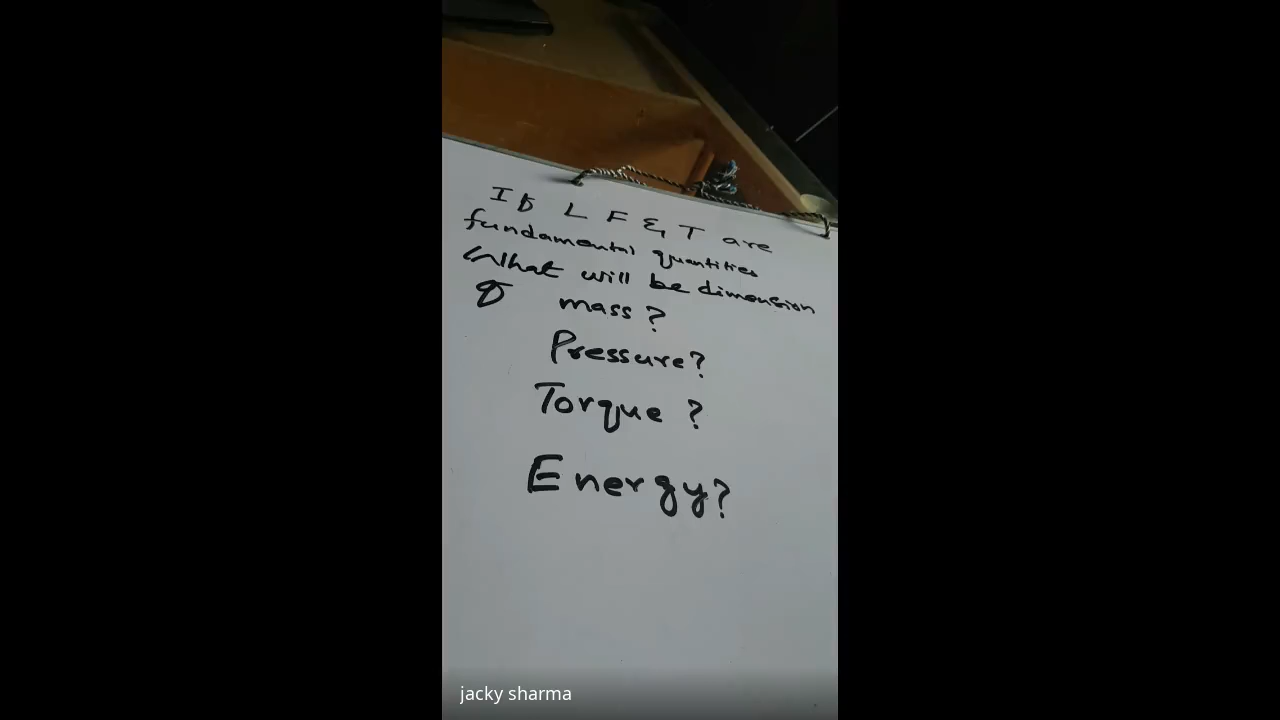 If L F & T are
fundamental quantities
What will be dimension
of mass?
Pressure?
Torque?
Energy?
jacky sharma